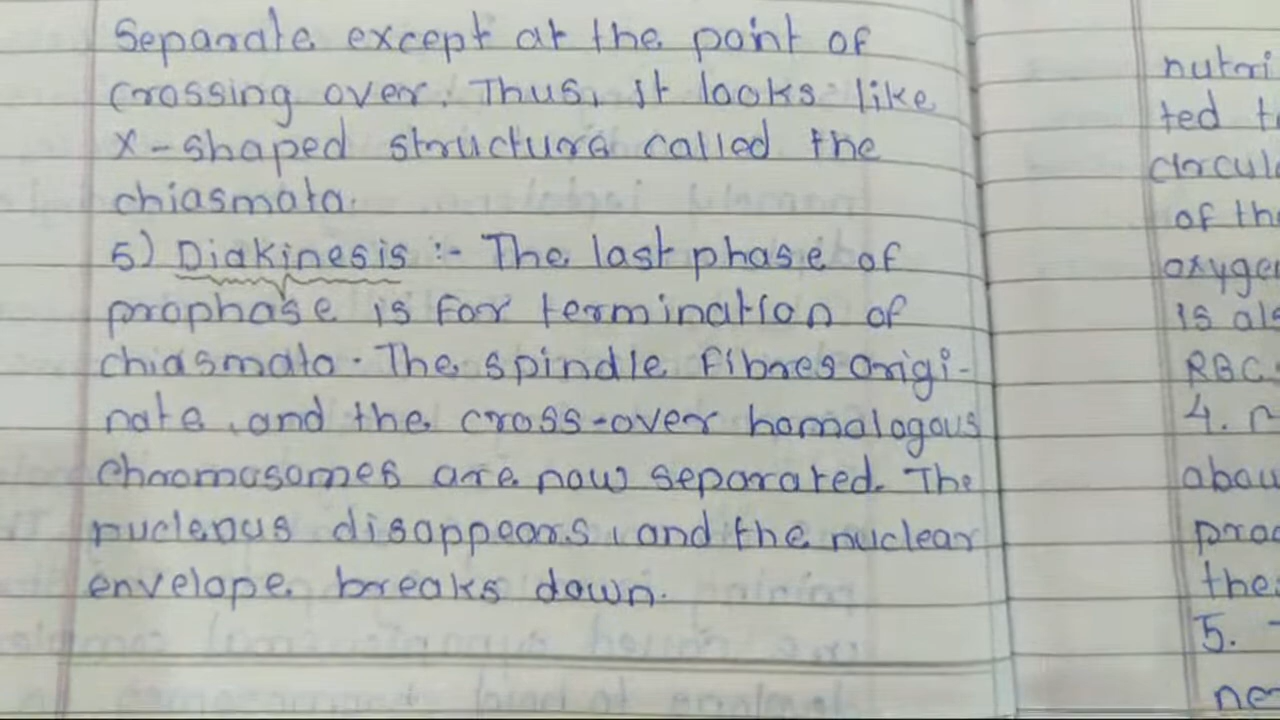 Separate except at the point of
crossing over. Thus, it looks like
X-shaped structure called the
chiasmata.
5) Diakinesis :- The last phase of
prophase is for termination of
chiasmata. The spindle fibres origi-
nate, and the cross-over homologous
chromosomes are now separated. The
nucleous disappears, and the nuclear
envelope breaks down.
nutri
ted t
circul
of th
oxyge
is als
RBC
4.
abou
prod
the
5.
ne